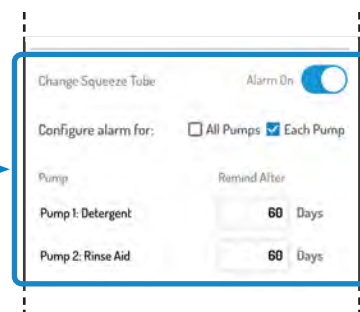 Change Squeeze Tube Alarm On
Configure alarm for: All Pumps Each Pump
Pump Remind After
Pump 1: Detergent 60 Days
Pump 2: Rinse Aid 60 Days